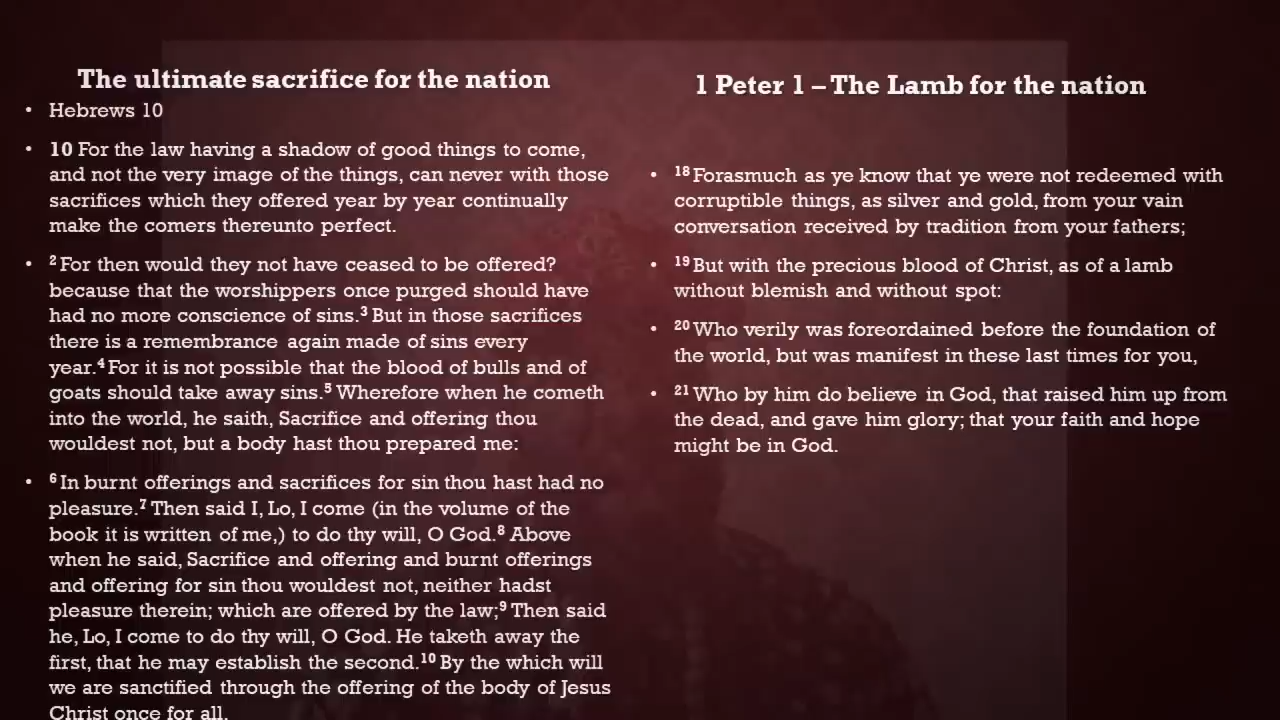 The ultimate sacrifice for the nation
• Hebrews 10
• 10 For the law having a shadow of good things to come,
and not the very image of the things, can never with those
sacrifices which they offered year by year continually
make the comers thereunto perfect.
• 2 For then would they not have ceased to be offered?
because that the worshippers once purged should have
had no more conscience of sins.3 But in those sacrifices
there is a remembrance again made of sins every
year.4 For it is not possible that the blood of bulls and of
goats should take away sins.5 Wherefore when he cometh
into the world, he saith, Sacrifice and offering thou
wouldest not, but a body hast thou prepared me:
• 6 In burnt offerings and sacrifices for sin thou hast had no
pleasure.7 Then said I, Lo, I come (in the volume of the
book it is written of me,) to do thy will, O God.8 Above
when he said, Sacrifice and offering and burnt offerings
and offering for sin thou wouldest not, neither hadst
pleasure therein; which are offered by the law;9 Then said
he, Lo, I come to do thy will, O God. He taketh away the
first, that he may establish the second.10 By the which will
we are sanctified through the offering of the body of Jesus
Christ once for all.
1 Peter 1 – The Lamb for the nation
• 18 Forasmuch as ye know that ye were not redeemed with
corruptible things, as silver and gold, from your vain
conversation received by tradition from your fathers;
• 19 But with the precious blood of Christ, as of a lamb
without blemish and without spot:
• 20 Who verily was foreordained before the foundation of
the world, but was manifest in these last times for you,
• 21 Who by him do believe in God, that raised him up from
the dead, and gave him glory; that your faith and hope
might be in God.